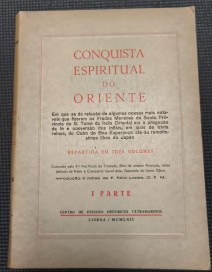 CONQUISTA
ESPIRITUAL
DO
ORIENTE
Em que se dá relação de algumas cousas mais notá-
veis que fizeram os Frades Menores da Santa Pro-
víncia de S. Tomé da Índia Oriental em a pregação
da fé e conversão dos infiéis, em mais de trinta
reinos, do Cabo de Boa Esperança até as remotís-
simas Ilhas do Japão
REPARTIDA EM TRÊS VOLUMES
I PARTE
CENTRO DE ESTUDOS HISTÓRICOS ULTRAMARINOS
LISBOA / MCMLXII